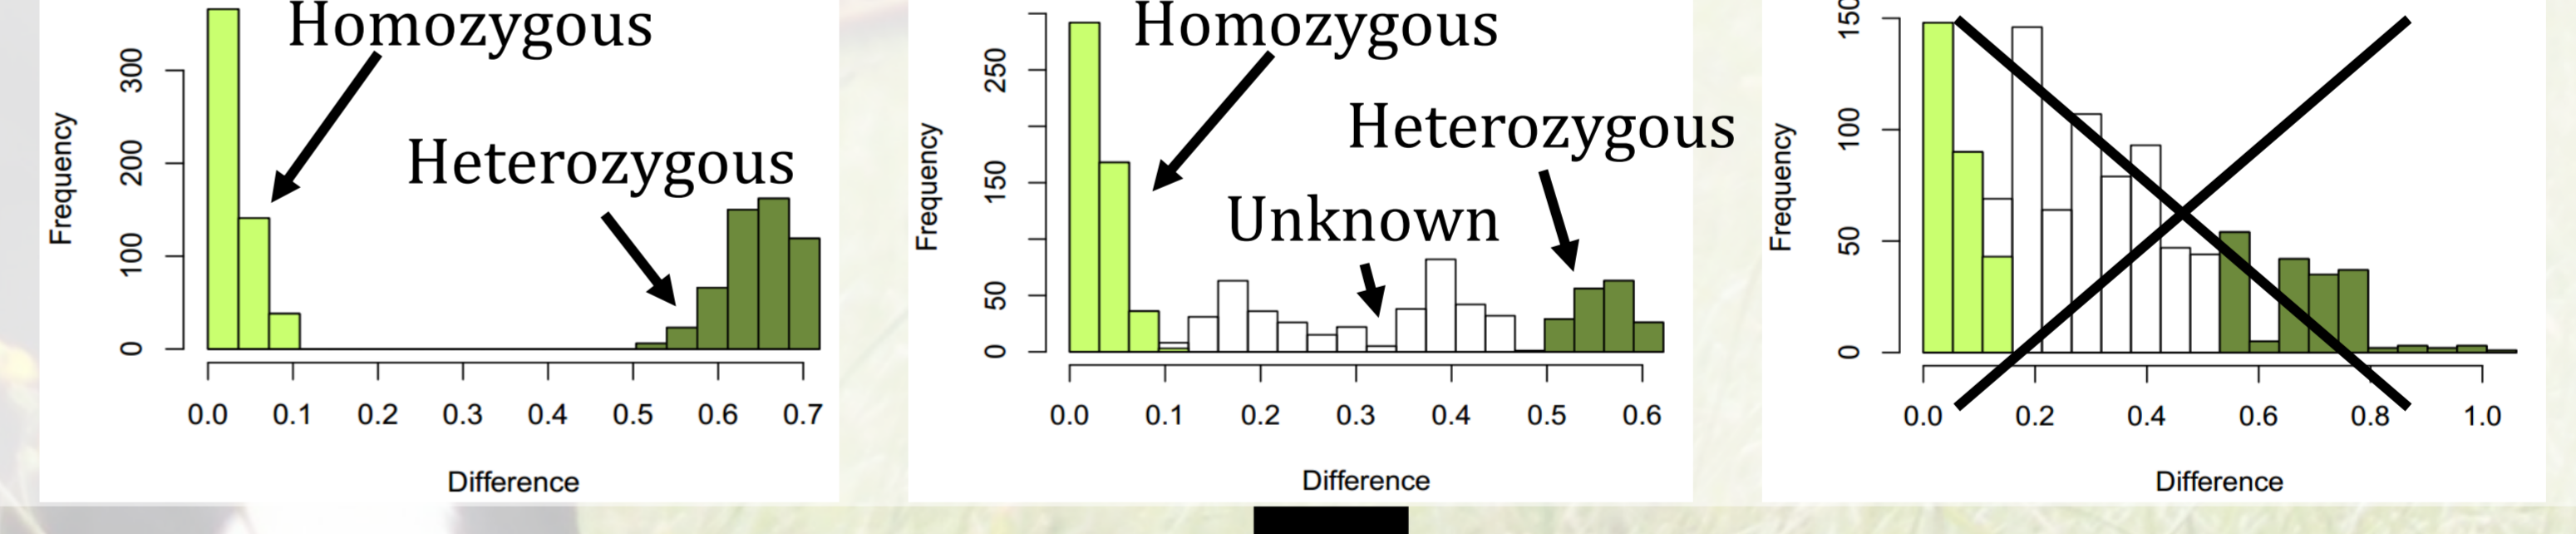 Homozygous
Heterozygous
Frequency
300
200
100
0
0.0 0.1 0.2 0.3 0.4 0.5 0.6 0.7
Difference
Homozygous
Heterozygous
Unknown
Frequency
250
150
50
0
0.0 0.1 0.2 0.3 0.4 0.5 0.6
Difference
Frequency
150
100
50
0
0.0 0.2 0.4 0.6 0.8 1.0
Difference